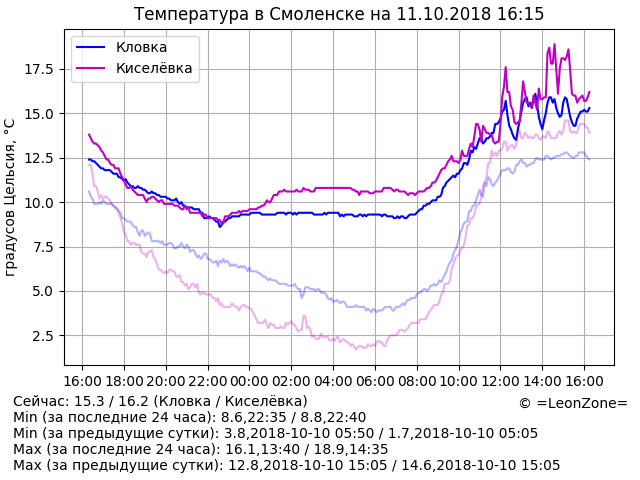 Температура в Смоленске на 11.10.2018 16:15
Кловка
Киселёвка
градусов Цельсия, °C
17.5
15.0
12.5
10.0
7.5
5.0
2.5
16:00 18:00 20:00 22:00 00:00 02:00 04:00 06:00 08:00 10:00 12:00 14:00 16:00
Сейчас: 15.3 / 16.2 (Кловка / Киселёвка)
© =LeonZone=
Min (за последние 24 часа): 8.6,22:35 / 8.8,22:40
Min (за предыдущие сутки): 3.8,2018-10-10 05:50 / 1.7,2018-10-10 05:05
Max (за последние 24 часа): 16.1,13:40 / 18.9,14:35
Max (за предыдущие сутки): 12.8,2018-10-10 15:05 / 14.6,2018-10-10 15:05